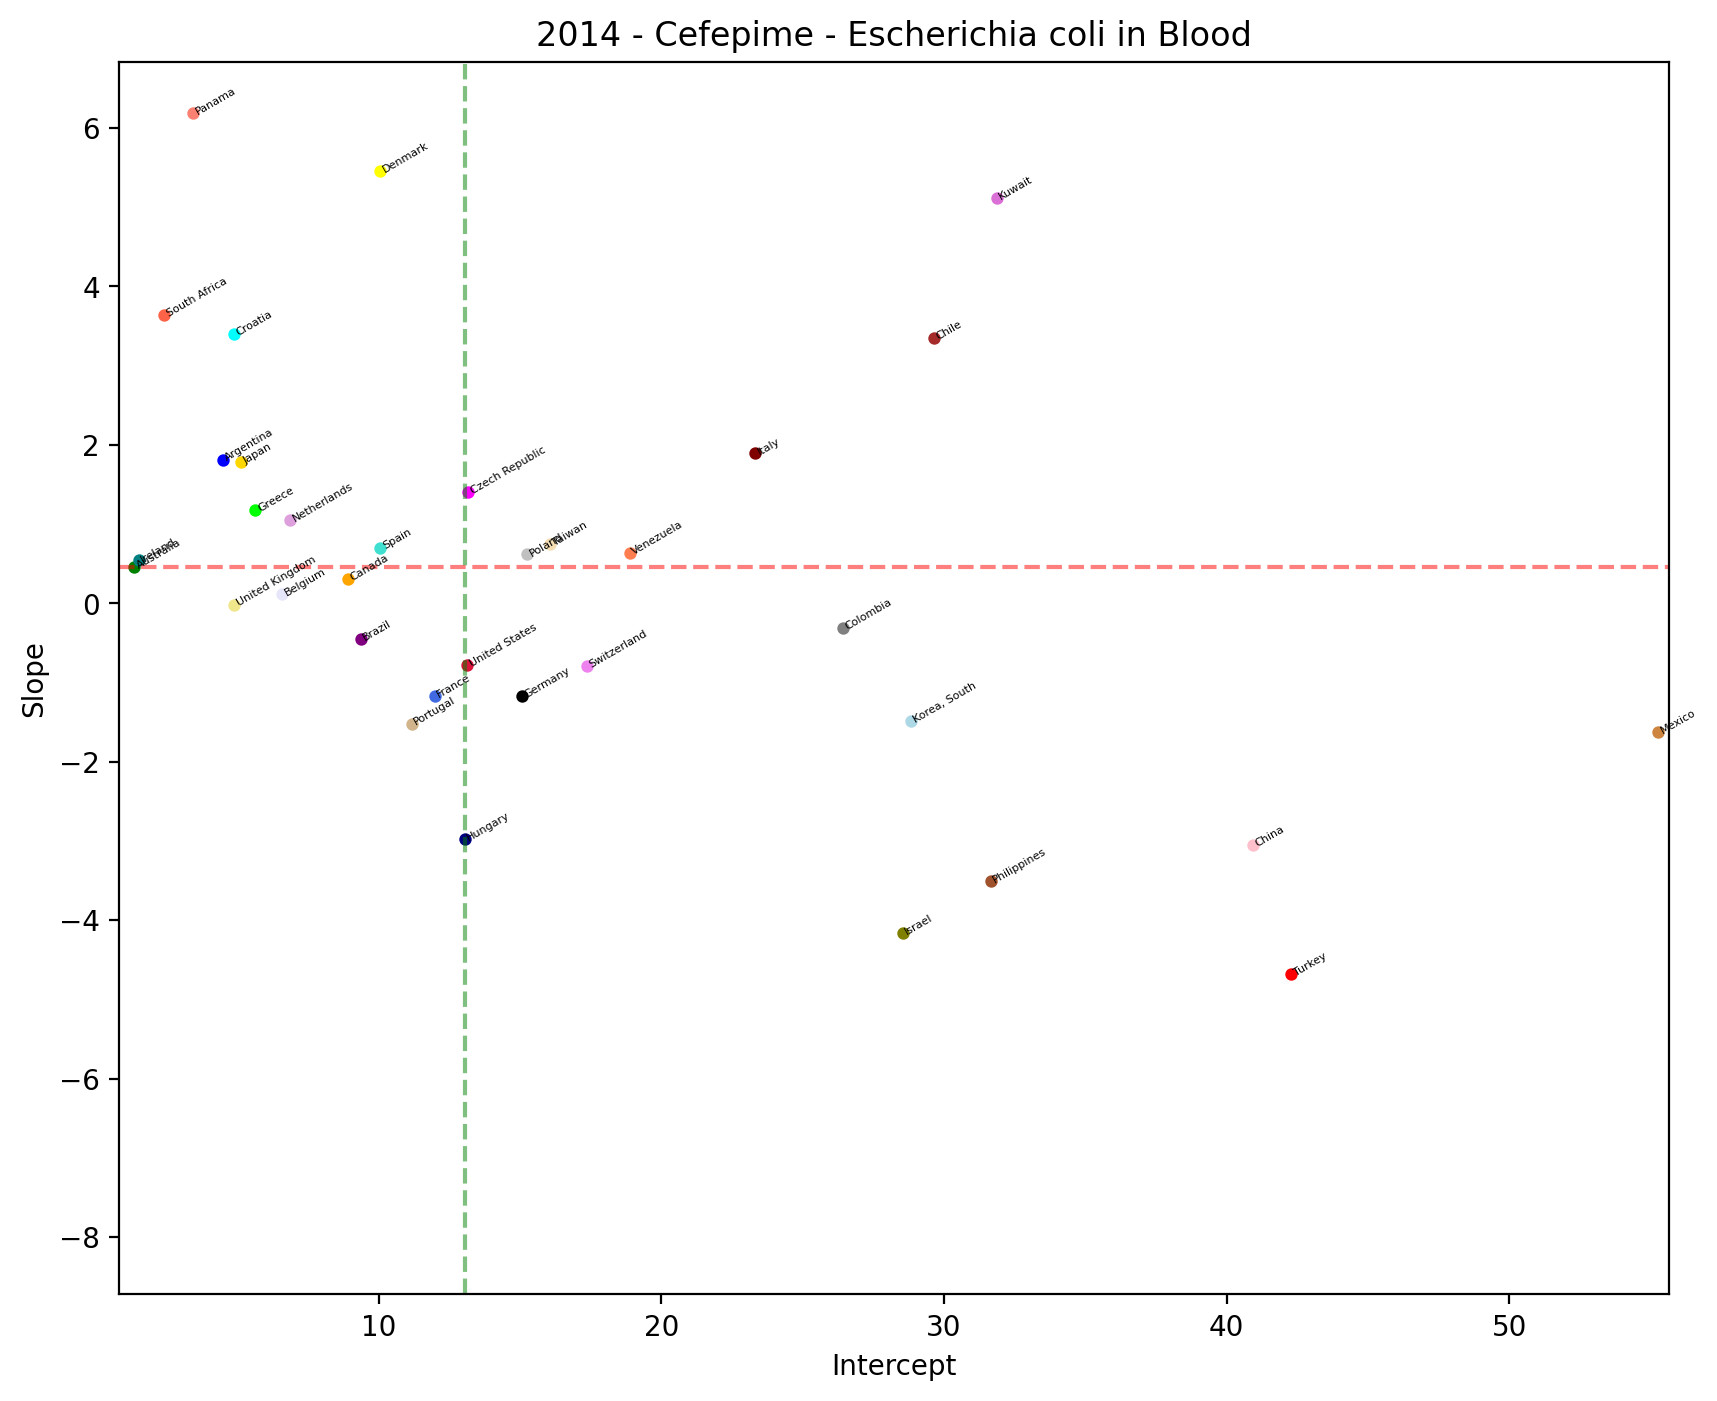 2014 - Cefepime - Escherichia coli in Blood
Slope
6
4
2
0
−2
−4
−6
−8
Panama
Denmark
Kuwait
South Africa
Croatia
Chile
Argentina
Japan
Italy
Czech Republic
Greece
Netherlands
Spain
Poland
Taiwan
Venezuela
Ireland
Australia
Canada
United Kingdom
Belgium
Colombia
Brazil
United States
Switzerland
France
Germany
Portugal
Korea, South
Mexico
Hungary
China
Philippines
Israel
Turkey
10
20
30
40
50
Intercept